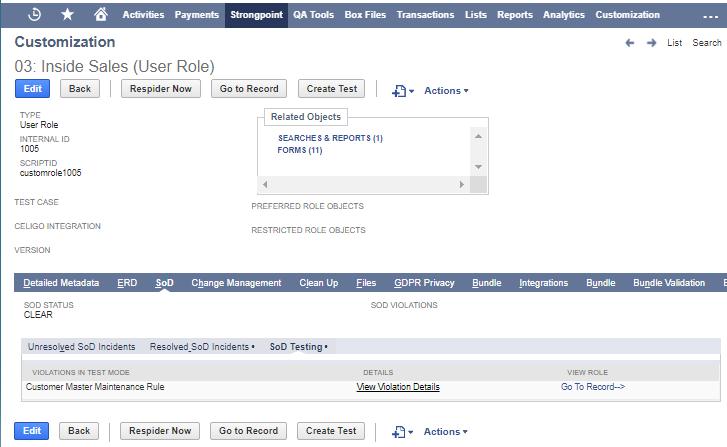 Activities Payments Strongpoint QA Tools Box Files Transactions Lists Reports Analytics Customization ...
Customization
List Search
03: Inside Sales (User Role)
Edit Back Respider Now Go to Record Create Test Actions
TYPE
User Role
INTERNAL ID
1005
SCRIPTID
customrole1005
TEST CASE
CELIGO INTEGRATION
VERSION
Related Objects
SEARCHES & REPORTS (1)
FORMS (11)
PREFERRED ROLE OBJECTS
RESTRICTED ROLE OBJECTS
Detailed Metadata ERD SoD Change Management Clean Up Files GDPR Privacy Bundle Integrations Bundle Bundle Validation
SOD STATUS
CLEAR
SOD VIOLATIONS
Unresolved SoD Incidents Resolved SoD Incidents • SoD Testing •
VIOLATIONS IN TEST MODE DETAILS VIEW ROLE
Customer Master Maintenance Rule View Violation Details Go To Record-->
Edit Back Respider Now Go to Record Create Test Actions